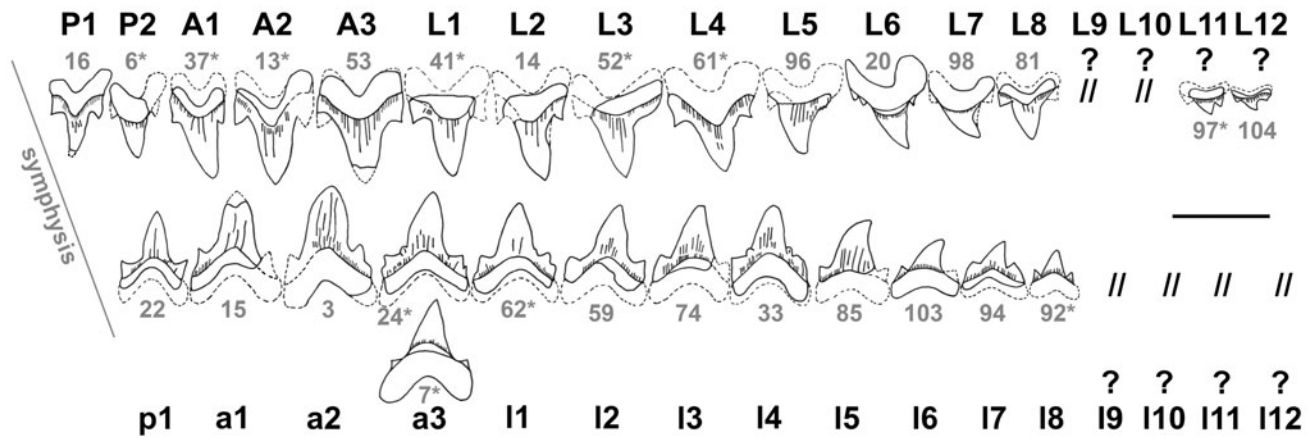 P1 P2 A1 A2 A3 L1 L2 L3 L4 L5 L6 L7 L8 L9 L10 L11 L12
? ? ? ?
16 6* 37* 13* 53 41* 14 52* 61* 96 20 98 81
// //
97* 104
symphysis
// // // //
22 15 3 24* 62* 59 74 33 85 103 94 92*
7*
? ? ? ?
p1 a1 a2 a3 l1 l2 l3 l4 l5 l6 l7 l8 l9 l10 l11 l12